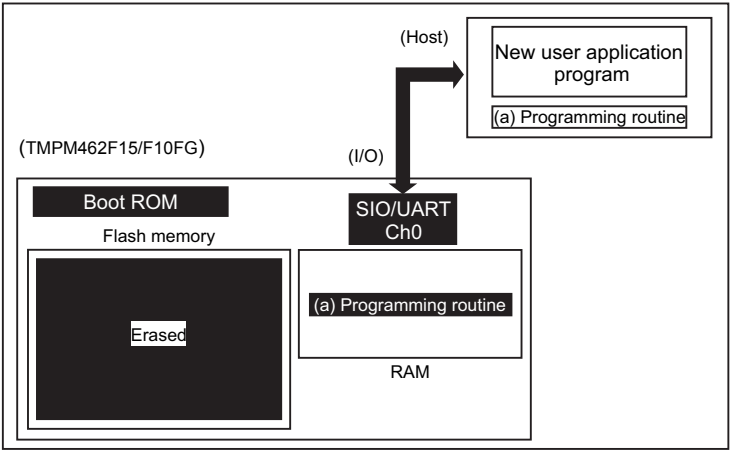 (Host)
New user application
program
(a) Programming routine
(TMPM462F15/F10FG)
(I/O)
Boot ROM
SIO/UART
Ch0
Flash memory
(a) Programming routine
Erased
RAM